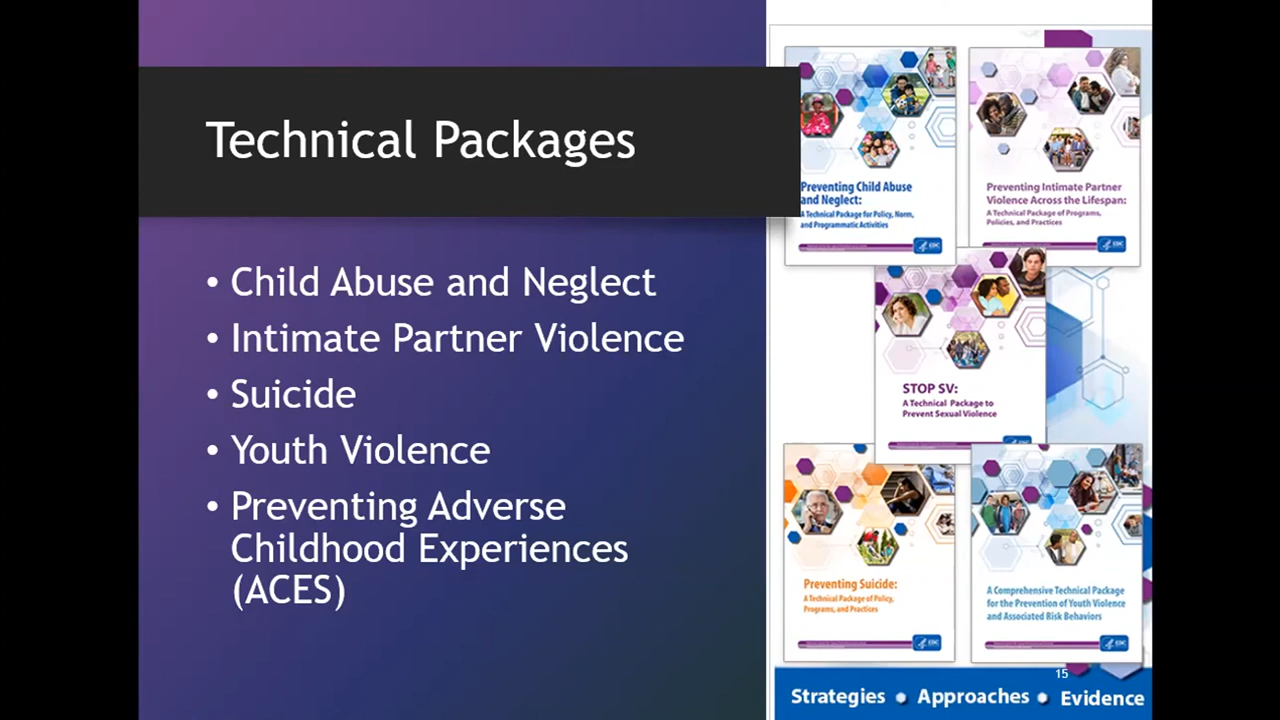 Technical Packages
• Child Abuse and Neglect
• Intimate Partner Violence
• Suicide
• Youth Violence
• Preventing Adverse
Childhood Experiences
(ACES)
Preventing Child Abuse
and Neglect:
A Technical Package for Policy, Norm,
and Programmatic Activities
CDC
Preventing Intimate Partner
Violence Across the Lifespan:
A Technical Package of Programs,
Policies, and Practices
CDC
STOP SV:
A Technical Package to
Prevent Sexual Violence
Preventing Suicide:
A Technical Package of Policy,
Programs, and Practices
CDC
A Comprehensive Technical Package
for the Prevention of Youth Violence
and Associated Risk Behaviors
CDC
15
Strategies • Approaches • Evidence